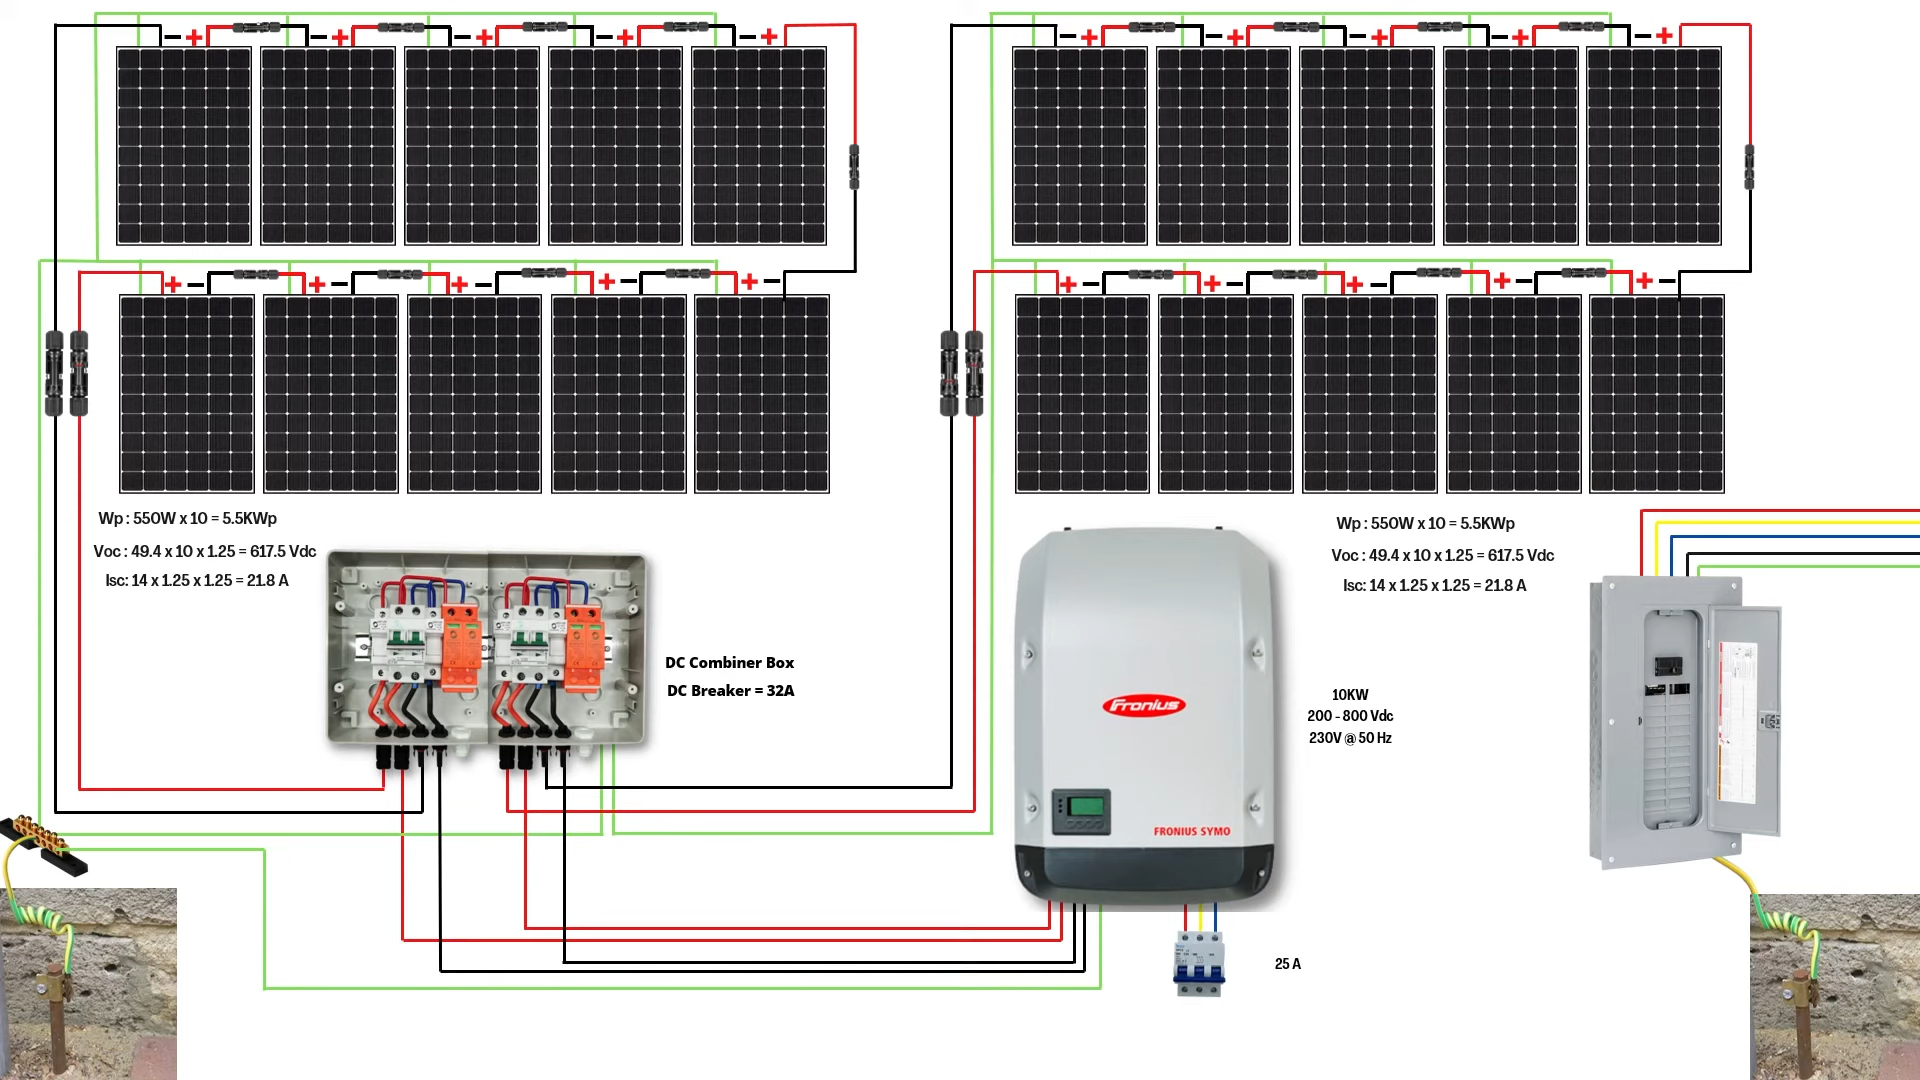 Wp : 550W x 10 = 5.5KWp
Voc : 49.4 x 10 x 1.25 = 617.5 Vdc
Isc: 14 x 1.25 x 1.25 = 21.8 A
DC Combiner Box
DC Breaker = 32A
Fronius
FRONIUS SYMO
Wp : 550W x 10 = 5.5KWp
Voc : 49.4 x 10 x 1.25 = 617.5 Vdc
Isc: 14 x 1.25 x 1.25 = 21.8 A
10KW
200 - 800 Vdc
230V @ 50 Hz
25 A